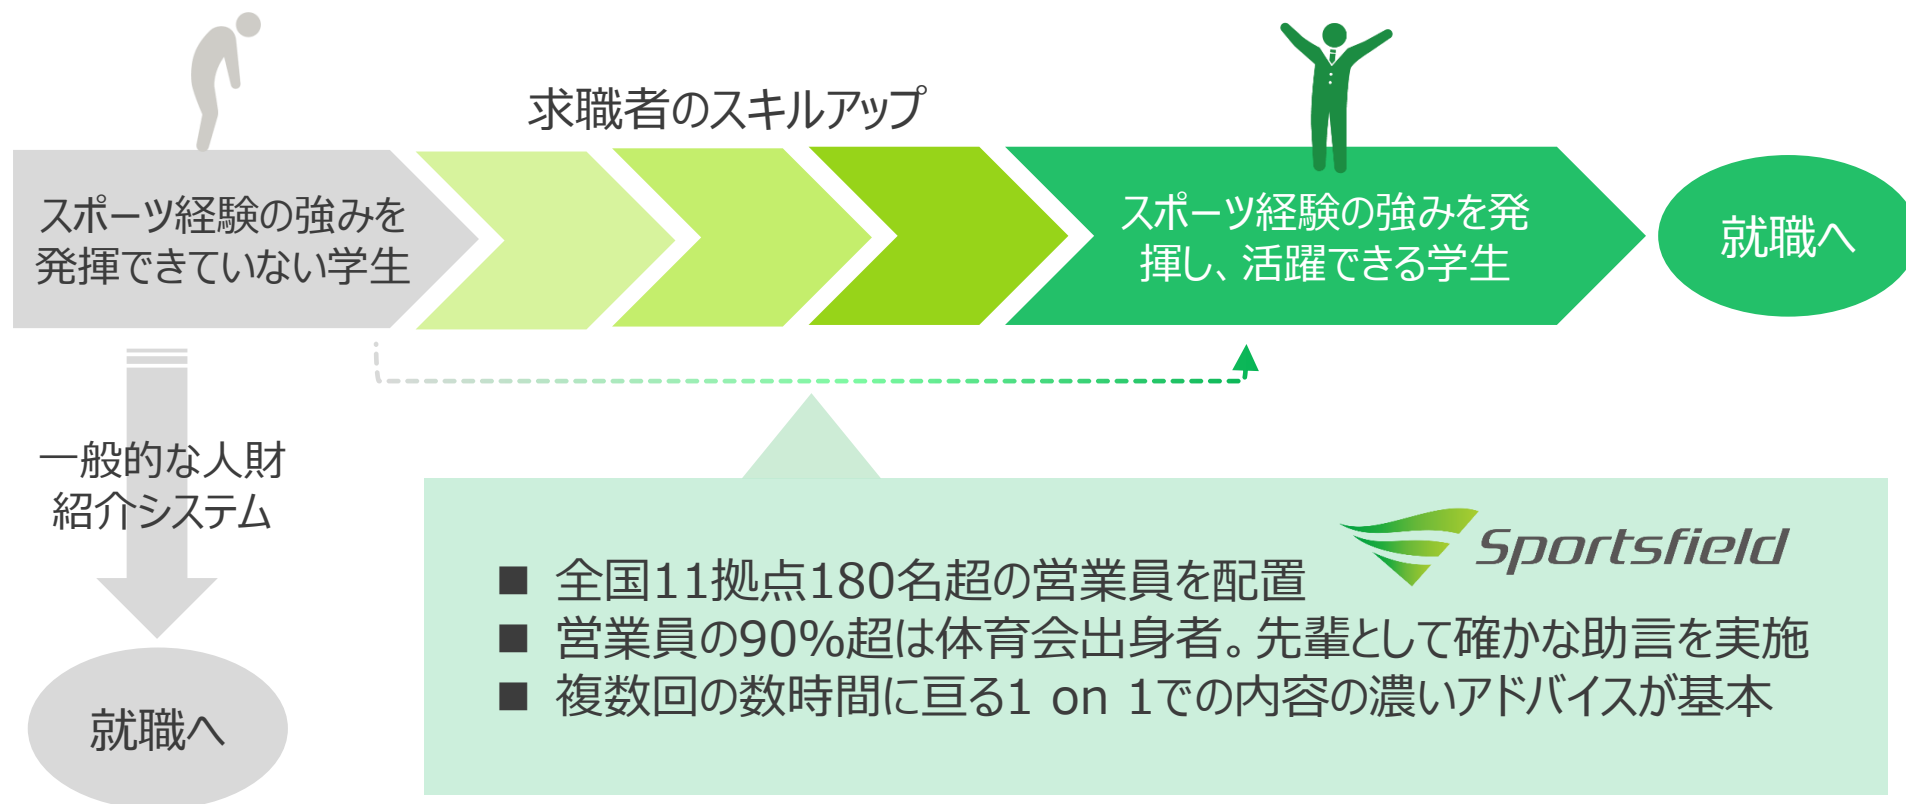 求職者のスキルアップ
スポーツ経験の強みを
発揮できていない学生
スポーツ経験の強みを発
揮し、活躍できる学生
就職へ
一般的な人財
紹介システム
就職へ
Sportsfield
■ 全国11拠点180名超の営業員を配置
■ 営業員の90%超は体育会出身者。先輩として確かな助言を実施
■ 複数回の数時間に亘る1 on 1での内容の濃いアドバイスが基本